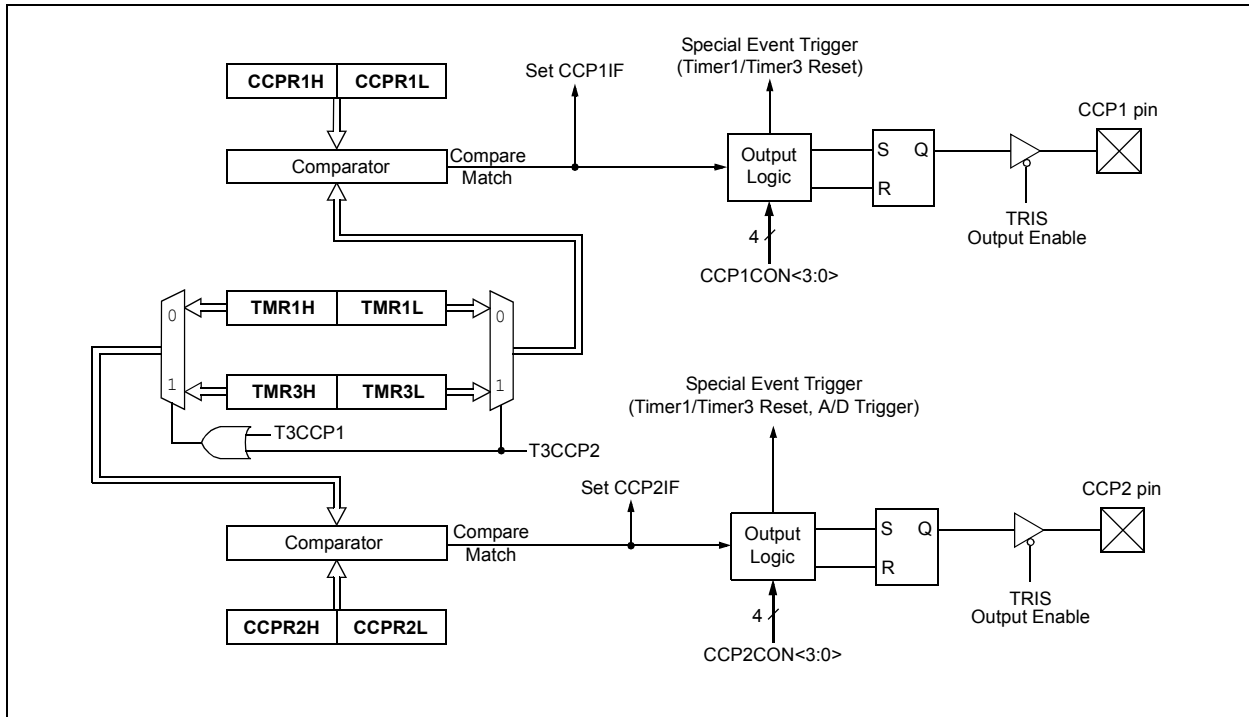 CCPR1H CCPR1L
Comparator
Compare
Match
Set CCP1IF
Special Event Trigger
(Timer1/Timer3 Reset)
Output
Logic
4
CCP1CON<3:0>
S Q
R
TRIS
Output Enable
CCP1 pin
0
1
TMR1H TMR1L
TMR3H TMR3L
0
1
T3CCP1
T3CCP2
Comparator
CCPR2H CCPR2L
Compare
Match
Set CCP2IF
Special Event Trigger
(Timer1/Timer3 Reset, A/D Trigger)
Output
Logic
4
CCP2CON<3:0>
S Q
R
TRIS
Output Enable
CCP2 pin